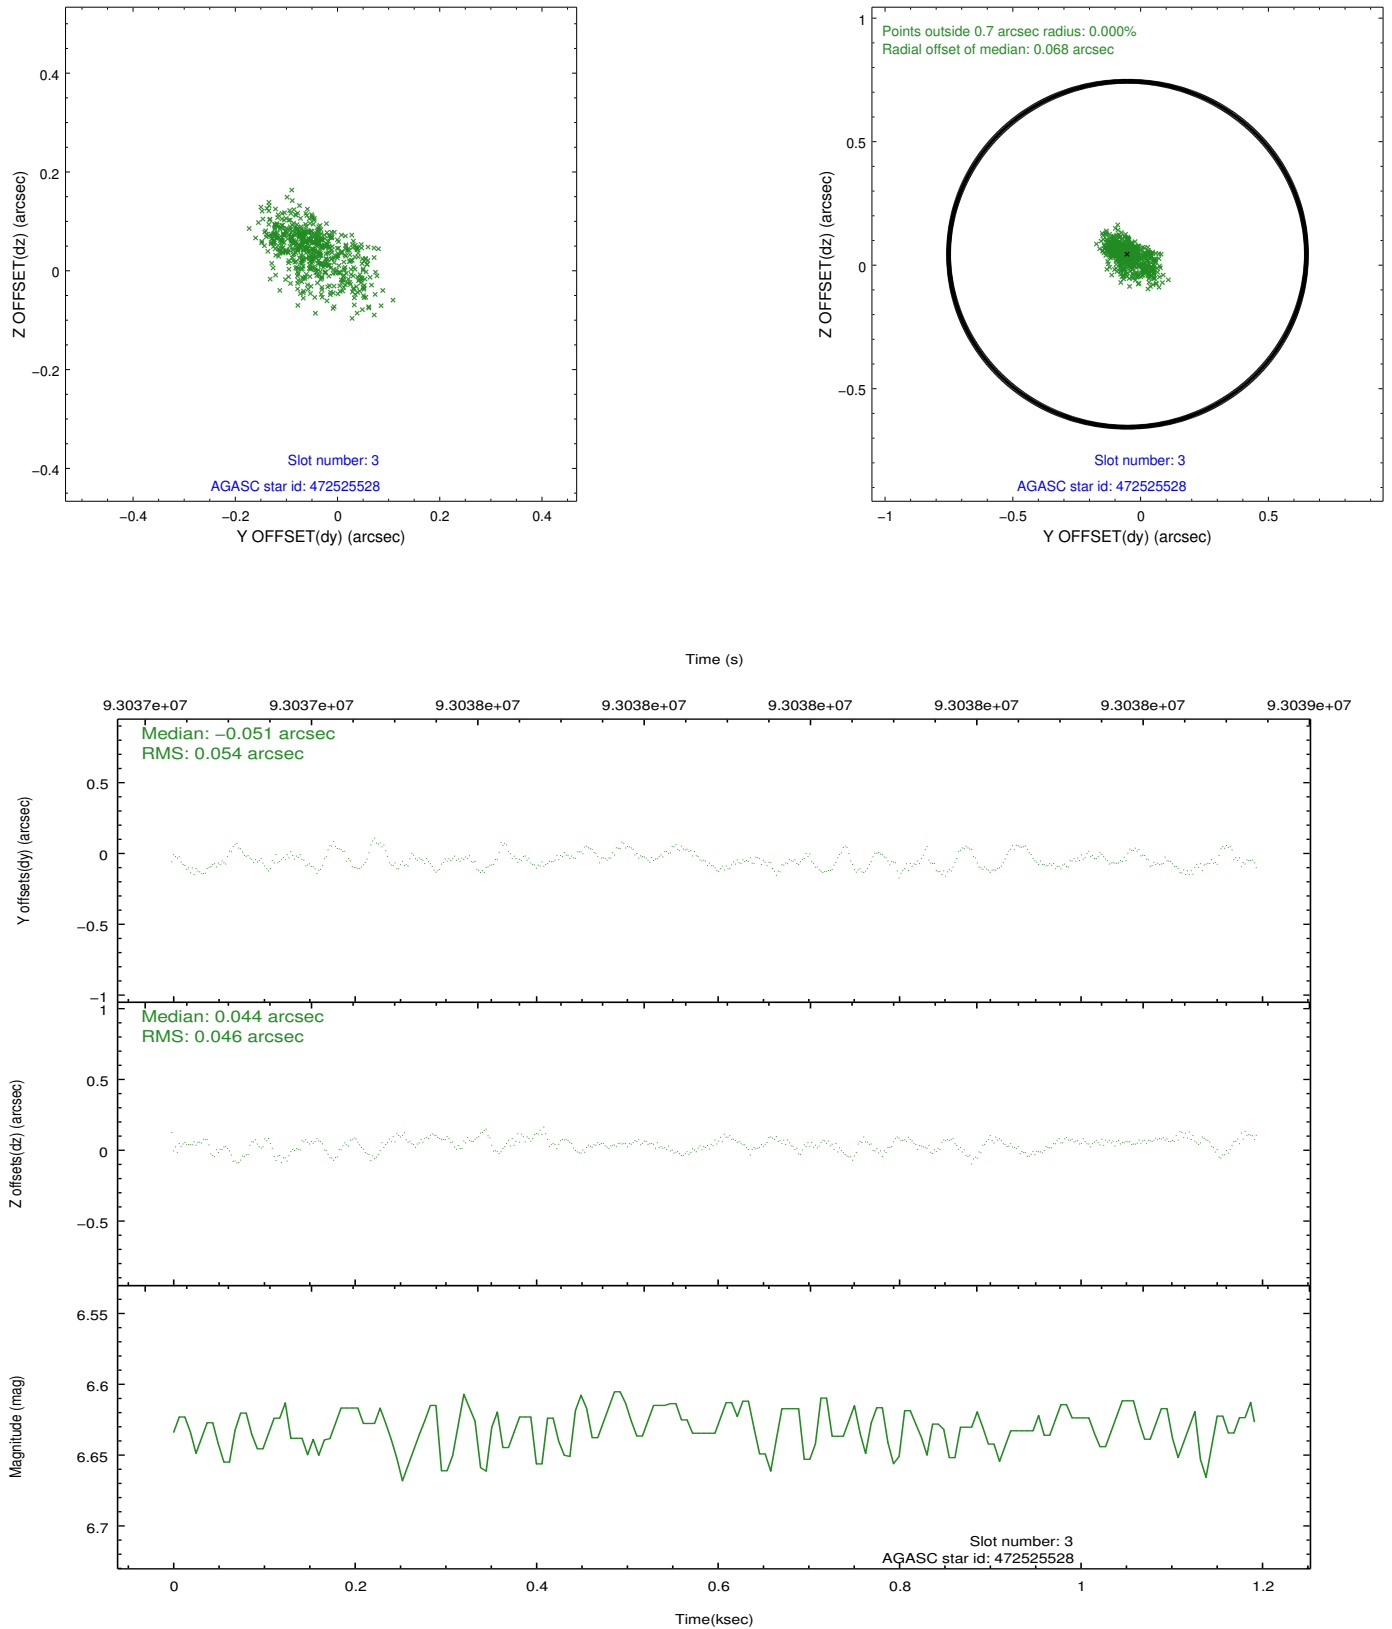 0.4
0.2
0
−0.2
−0.4
Z OFFSET(dz) (arcsec)
Slot number: 3
AGASC star id: 472525528
−0.4 −0.2 0 0.2 0.4
Y OFFSET(dy) (arcsec)
Points outside 0.7 arcsec radius: 0.000%
Radial offset of median: 0.068 arcsec
1
0.5
0
−0.5
Z OFFSET(dz) (arcsec)
Slot number: 3
AGASC star id: 472525528
−1 −0.5 0 0.5
Y OFFSET(dy) (arcsec)
Time (s)
9.3037e+07 9.3037e+07 9.3038e+07 9.3038e+07 9.3038e+07 9.3038e+07 9.3038e+07 9.3039e+07
Median: −0.051 arcsec
RMS: 0.054 arcsec
0.5
0
−0.5
−1
Y offsets(dy) (arcsec)
Median: 0.044 arcsec
RMS: 0.046 arcsec
1
0.5
0
−0.5
Z offsets(dz) (arcsec)
6.55
6.6
6.65
6.7
Magnitude (mag)
Slot number: 3
AGASC star id: 472525528
0 0.2 0.4 0.6 0.8 1 1.2
Time(ksec)